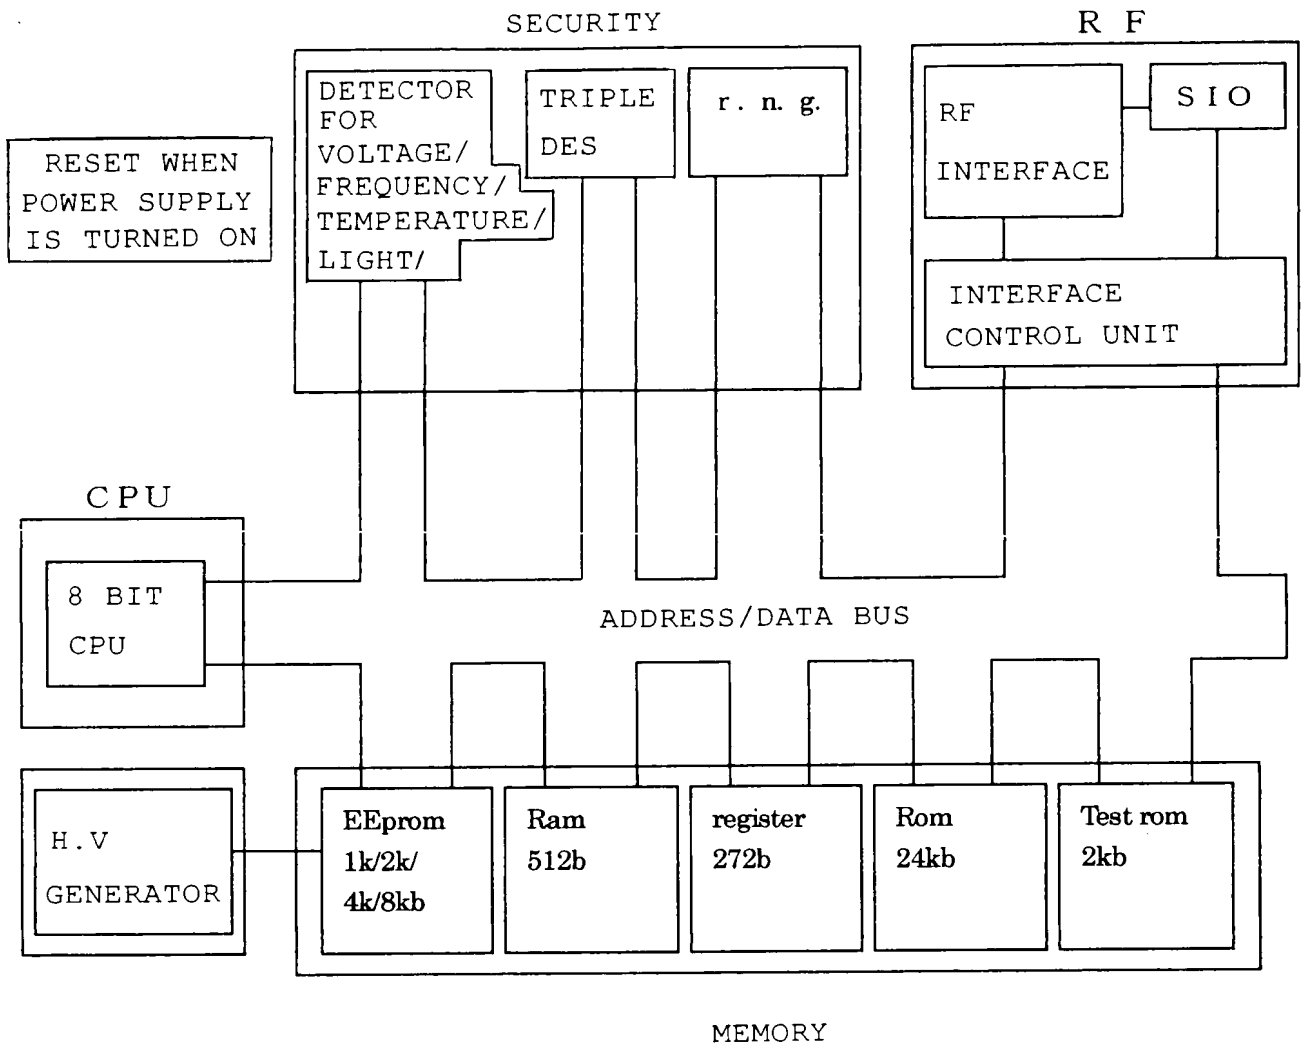 SECURITY
DETECTOR
FOR
VOLTAGE/
FREQUENCY/
TEMPERATURE/
LIGHT/
TRIPLE
DES
r. n. g.
R F
RF
INTERFACE
SIO
INTERFACE
CONTROL UNIT
RESET WHEN
POWER SUPPLY
IS TURNED ON
CPU
8 BIT
CPU
ADDRESS/DATA BUS
H.V
GENERATOR
EEprom
1k/2k/
4k/8kb
Ram
512b
register
272b
Rom
24kb
Test rom
2kb
MEMORY